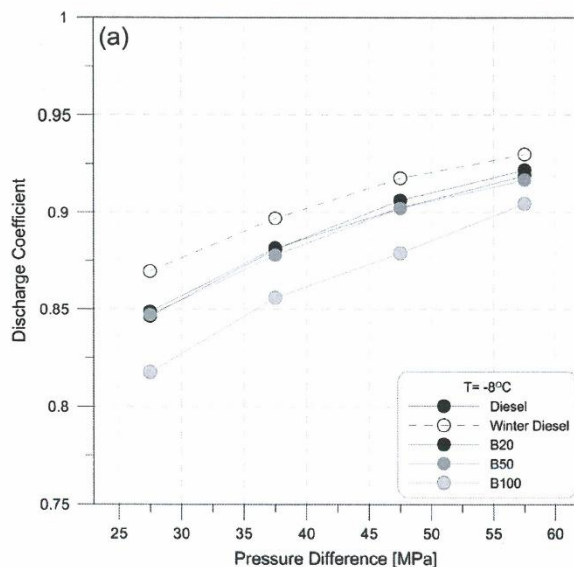 (a)
1
0.95
0.9
0.85
0.8
0.75
Discharge Coefficient
T= -8°C
Diesel
Winter Diesel
B20
B50
B100
25 30 35 40 45 50 55 60
Pressure Difference [MPa]